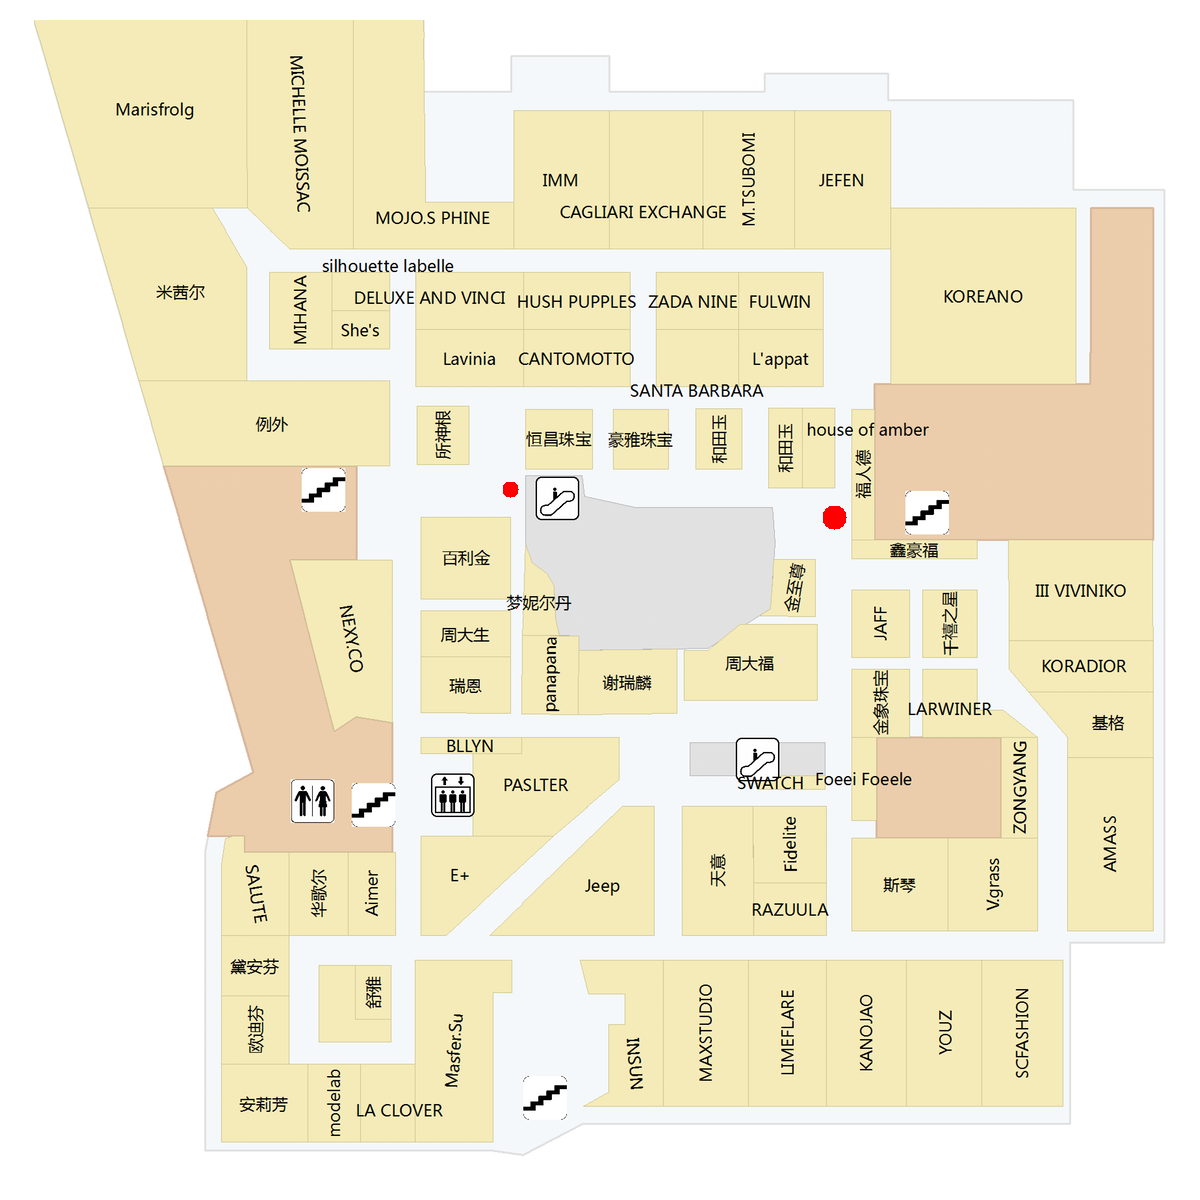 Marisfrolg
MICHELLE MOISSAC
MOJO.S PHINE
IMM
CAGLIARI EXCHANGE
M.TSUBOMI
JEFEN
米茜尔
silhouette labelle
MIHANA
DELUXE AND VINCI
She's
HUSH PUPPLES
ZADA NINE
FULWIN
KOREANO
Lavinia
CANTOMOTTO
L'appat
SANTA BARBARA
例外
所神根
恒昌珠宝
豪雅珠宝
和田玉
和田玉
house of amber
福人德
鑫豪福
百利金
梦妮尔丹
金至尊
III VIVINIKO
NEXY.CO
周大生
JAFF
千禧之星
瑞恩
panapana
谢瑞麟
周大福
KORADIOR
金象珠宝
LARWINER
基格
BLLYN
PASLTER
SWATCH
Foeei Foeele
ZONGYANG
SALUTE
华歌尔
Aimer
E+
Jeep
天意
Fidelite
RAZUULA
斯琴
V.grass
AMASS
黛安芬
欧迪芬
舒雅
安莉芳
modelab
LA CLOVER
Masfer.Su
INSUN
MAXSTUDIO
LIMEFLARE
KANOJAO
YOUZ
SCFASHION